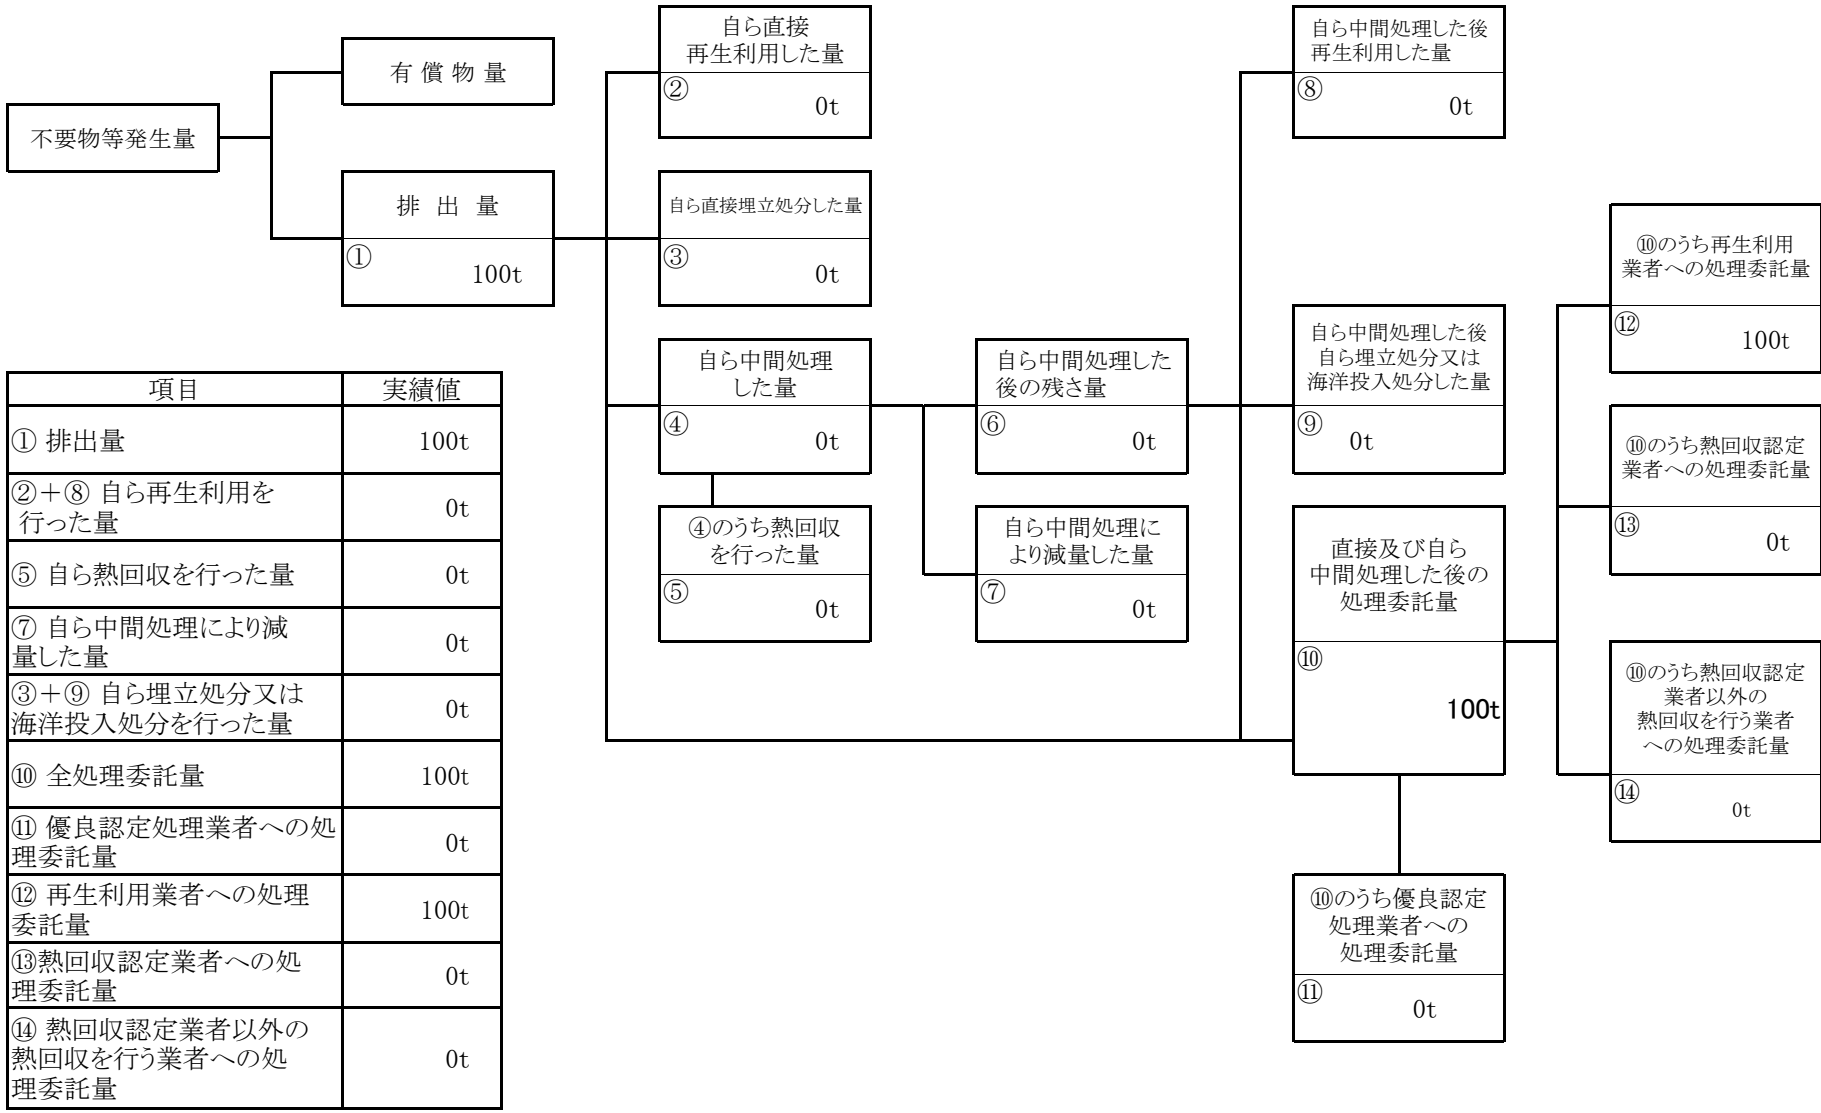 不要物等発生量
有 償 物 量
排 出 量
①
100t
自ら直接
再生利用した量
②
0t
自ら直接埋立処分した量
③
0t
自ら中間処理
した量
④
0t
④のうち熱回収
を行った量
⑤
0t
自ら中間処理した
後の残さ量
⑥
0t
自ら中間処理に
より減量した量
⑦
0t
自ら中間処理した後
再生利用した量
⑧
0t
自ら中間処理した後
自ら埋立処分又は
海洋投入処分した量
⑨
0t
直接及び自ら
中間処理した後の
処理委託量
⑩
100t
⑩のうち優良認定
処理業者への
処理委託量
⑪
0t
⑩のうち再生利用
業者への処理委託量
⑫
100t
⑩のうち熱回収認定
業者への処理委託量
⑬
0t
⑩のうち熱回収認定
業者以外の
熱回収を行う業者
への処理委託量
⑭
0t
項目 実績値
① 排出量 100t
②＋⑧ 自ら再生利用を
行った量 0t
⑤ 自ら熱回収を行った量 0t
⑦ 自ら中間処理により減
量した量 0t
③＋⑨ 自ら埋立処分又は
海洋投入処分を行った量 0t
⑩ 全処理委託量 100t
⑪ 優良認定処理業者への処
理委託量 0t
⑫ 再生利用業者への処理
委託量 100t
⑬熱回収認定業者への処
理委託量 0t
⑭ 熱回収認定業者以外の
熱回収を行う業者への処
理委託量 0t